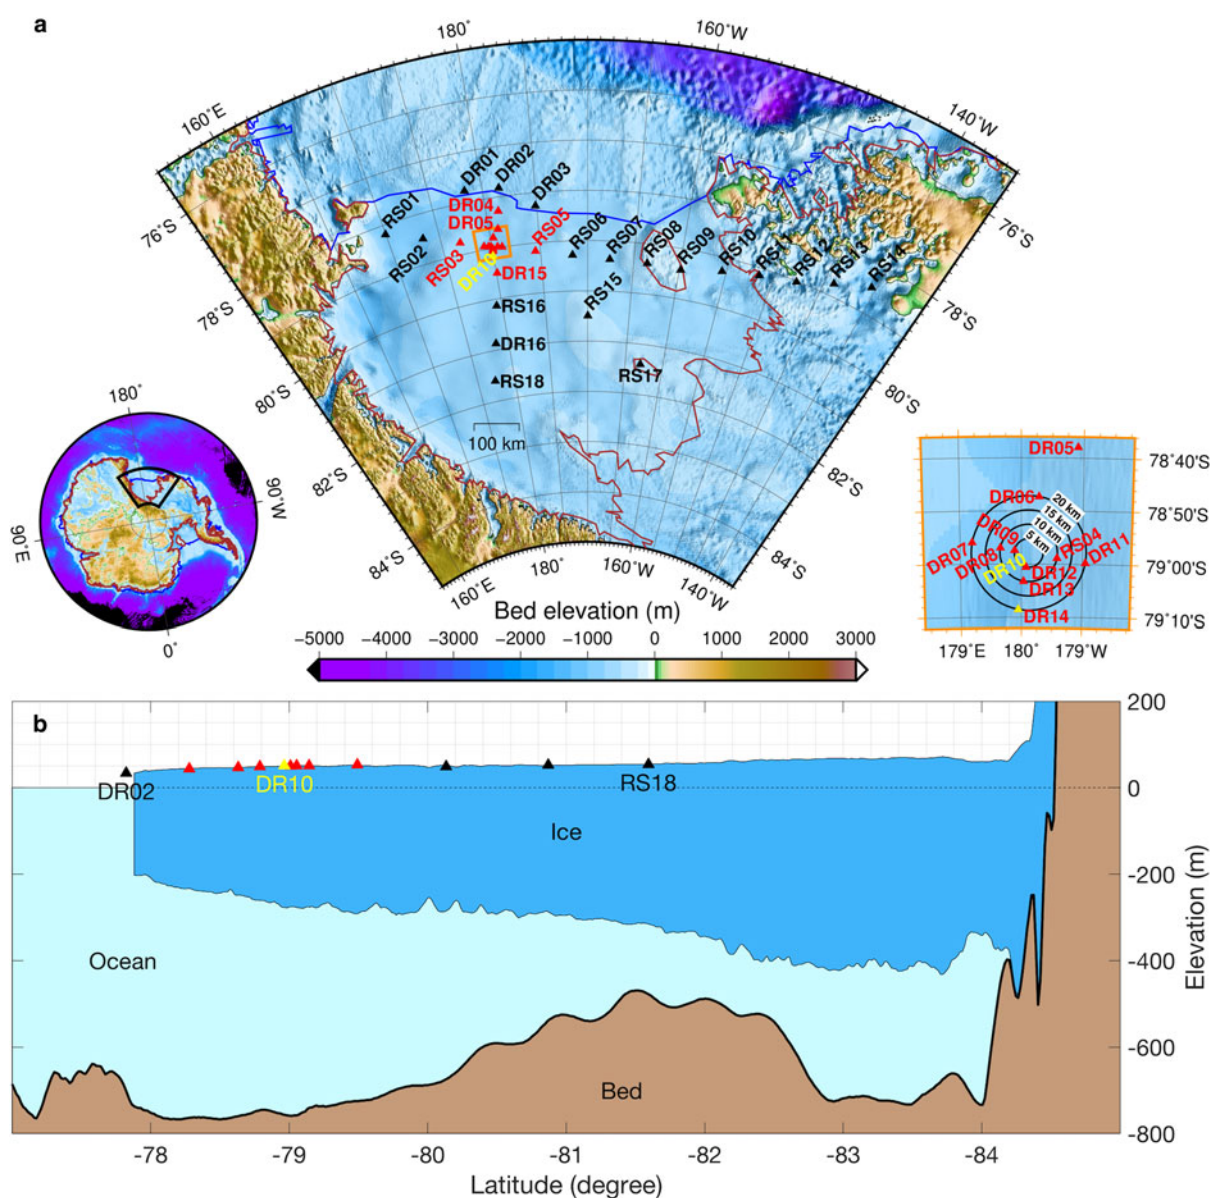 a
180°
160°W
160°E
140°W
DR01
DR02
DR03
RS01
DR04
DR05
RS05
RS06
RS07
RS08
RS09
RS10
RS11
RS12
RS13
RS14
76°S
76°S
RS02
RS03
DR10
DR15
RS15
RS16
78°S
78°S
DR16
RS17
RS18
80°S
80°S
100 km
180°
82°S
82°S
90°W
90°E
0°
84°S
84°S
160°E
180°
160°W
140°W
DR05
78°40'S
DR06
20 km
15 km
10 km
5 km
78°50'S
DR09
RS04
DR11
DR07
DR08
DR10
79°00'S
DR12
DR13
DR14
79°10'S
179°E
180°
179°W
Bed elevation (m)
−5000 −4000 −3000 −2000 −1000 0 1000 2000 3000
b
200
DR02
DR10
RS18
0
Ice
-200
Ocean
-400
Elevation (m)
-600
Bed
-800
-78 -79 -80 -81 -82 -83 -84
Latitude (degree)